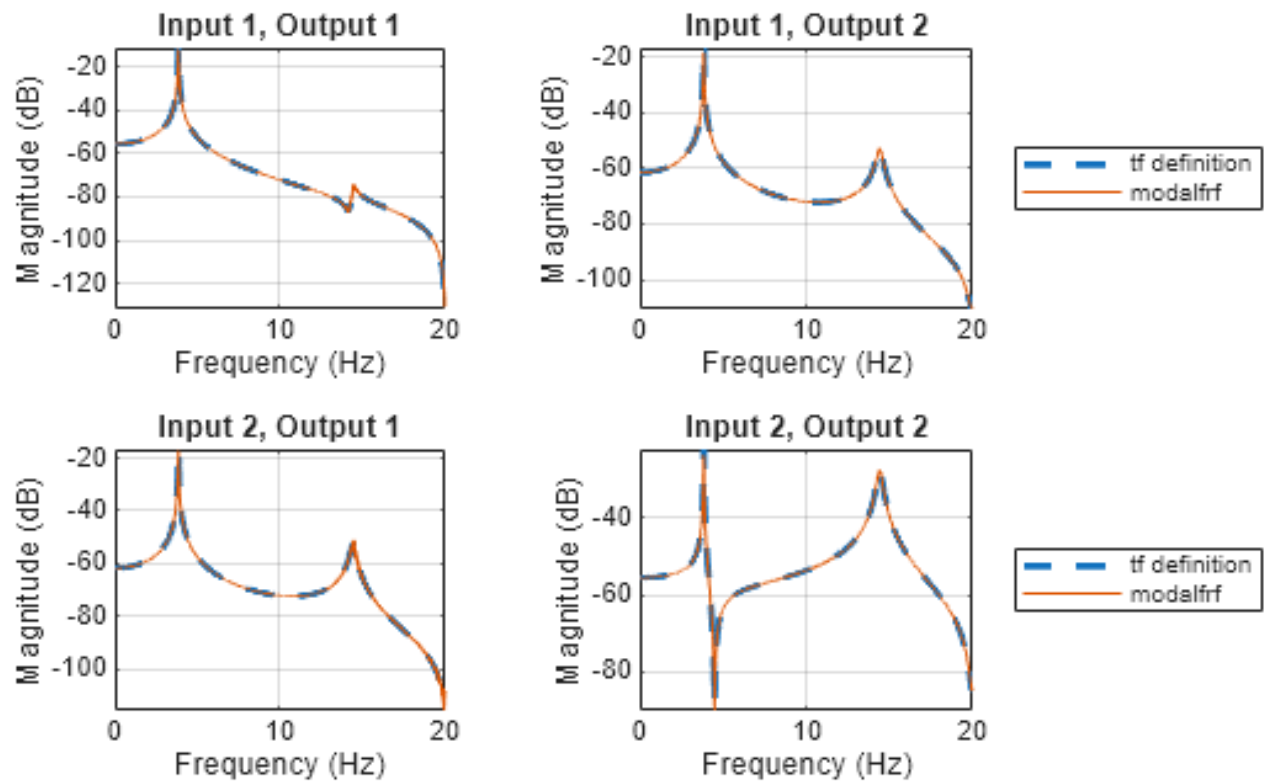 Input 1, Output 1
Magnitude (dB)
-20
-40
-60
-80
-100
-120
0 10 20
Frequency (Hz)
Input 1, Output 2
Magnitude (dB)
-20
-40
-60
-80
-100
0 10 20
Frequency (Hz)
tf definition
modalfrf
Input 2, Output 1
Magnitude (dB)
-20
-40
-60
-80
-100
0 10 20
Frequency (Hz)
Input 2, Output 2
Magnitude (dB)
-40
-60
-80
0 10 20
Frequency (Hz)
tf definition
modalfrf